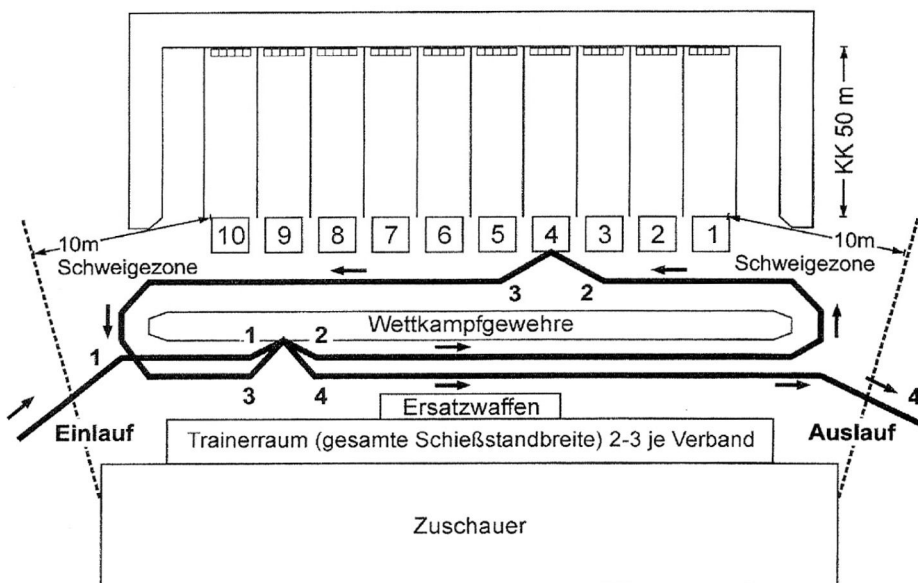 KK 50 m
10 9 8 7 6 5 4 3 2 1
10m
Schweigezone
10m
Schweigezone
3 2
Wettkampfgewehre
1 2
1
3 4
4
Ersatzwaffen
Einlauf
Auslauf
Trainerraum (gesamte Schießstandbreite) 2-3 je Verband
Zuschauer